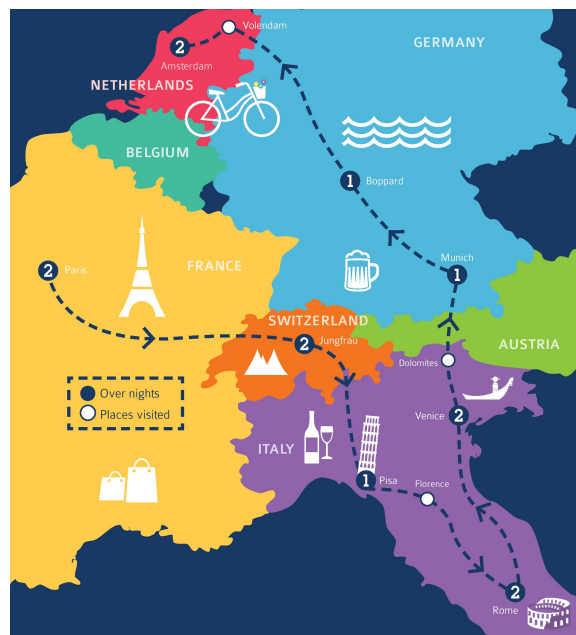 Volendam
2
Amsterdam
GERMANY
NETHERLANDS
BELGIUM
1
Boppard
Munich
1
2
Paris
FRANCE
SWITZERLAND
2
Jungfrau
AUSTRIA
Dolomites
Over nights
Places visited
Venice
2
ITALY
1
Pisa
Florence
2
Rome